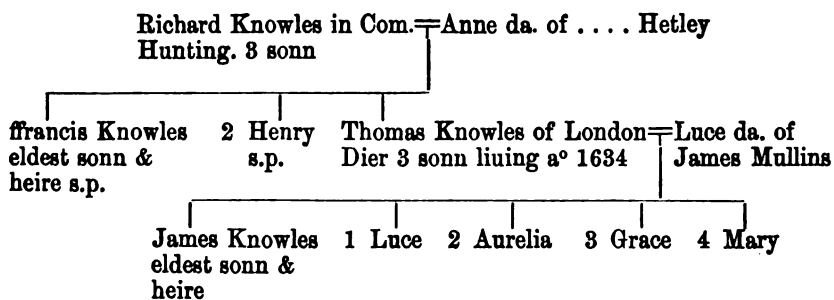 Richard Knowles in Com. Anne da. of .... Hetley
Hunting. 3 sonn
ffrancis Knowles 2 Henry Thomas Knowles of London Luce da. of
eldest sonn & s.p. Dier 3 sonn liuing aº 1634 James Mullins
heire s.p.
James Knowles 1 Luce 2 Aurelia 3 Grace 4 Mary
eldest sonn &
heire